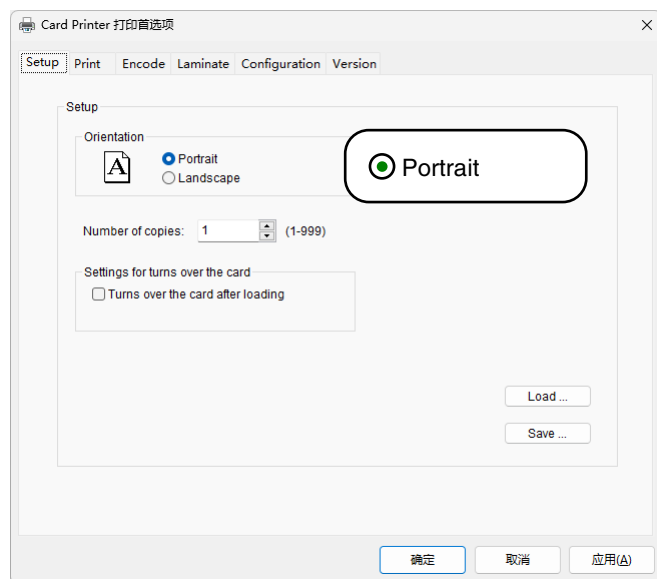 Card Printer 打印首选项
Setup Print Encode Laminate Configuration Version
Setup
Orientation
A
Portrait
Landscape
Portrait
Number of copies: 1 (1-999)
Settings for turns over the card
Turns over the card after loading
Load ...
Save ...
确定 取消 应用(A)